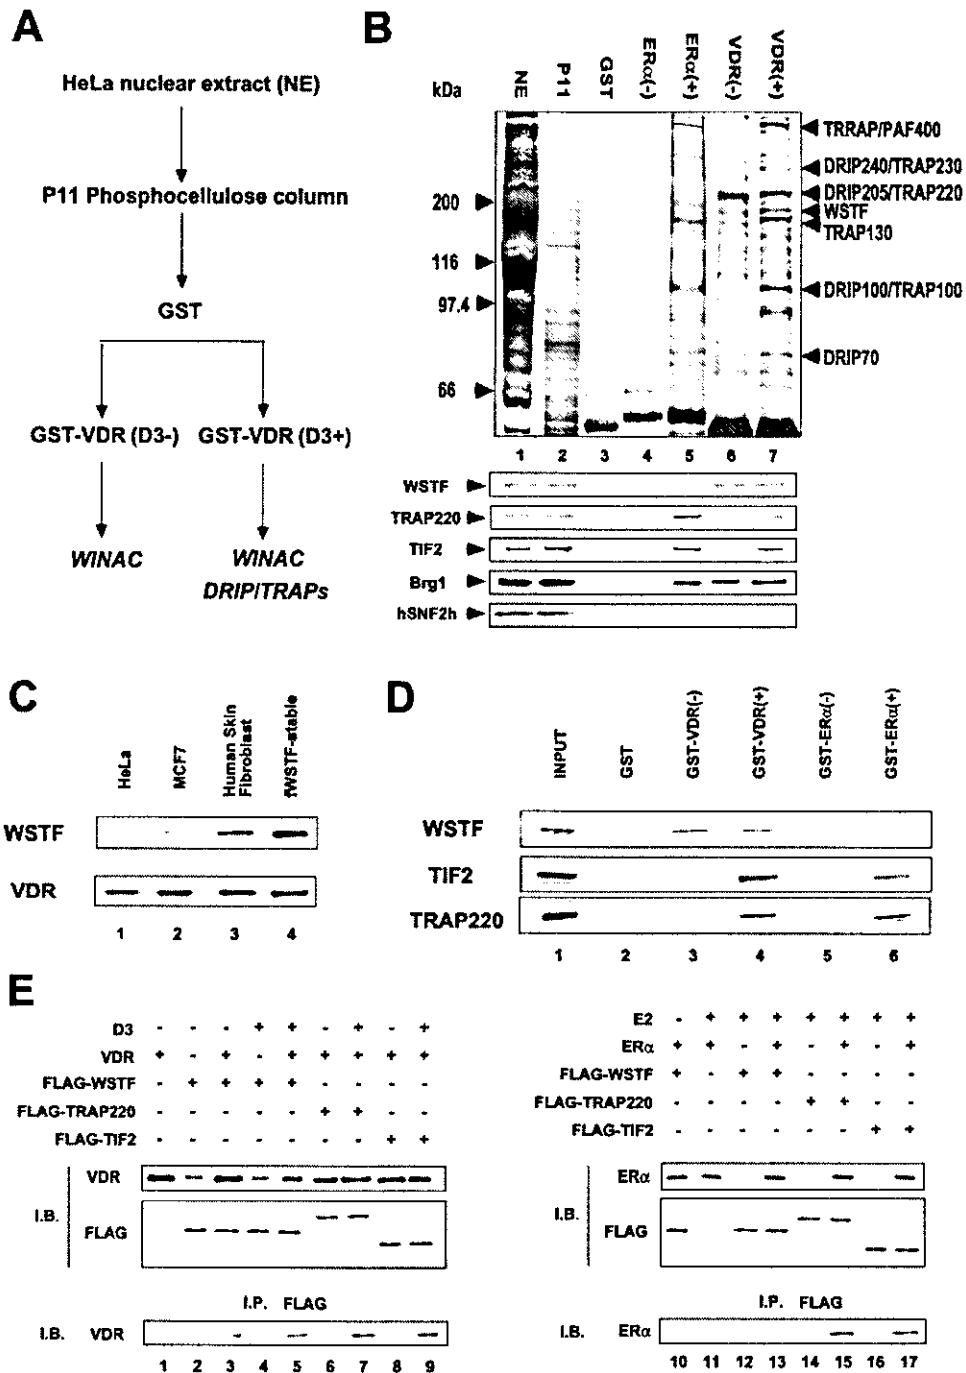 A
HeLa nuclear extract (NE)
P11 Phosphocellulose column
GST
GST-VDR (D3-) GST-VDR (D3+)
WINAC WINAC
DRIP/TRAPs
B
kDa
NE P11 GST ERα(-) ERα(+) VDR(-) VDR(+)
200
116
97.4
66
TRRAP/PAF400
DRIP240/TRAP230
DRIP205/TRAP220
WSTF
TRAP130
DRIP100/TRAP100
DRIP70
1 2 3 4 5 6 7
WSTF
TRAP220
TIF2
Brg1
hSNF2h
C
HeLa MCF7 Human Skin Fibroblast fWSTF-stable
WSTF
VDR
1 2 3 4
D
INPUT GST GST-VDR(-) GST-VDR(+) GST-ERα(-) GST-ERα(+)
WSTF
TIF2
TRAP220
1 2 3 4 5 6
E
D3 - - - + + - + - +
VDR + - + - + + + + +
FLAG-WSTF - + + + + - - - -
FLAG-TRAP220 - - - - - + + - -
FLAG-TIF2 - - - - - - - + +
I.B. VDR
FLAG
I.P. FLAG
I.B. VDR
1 2 3 4 5 6 7 8 9
E2 - + + + + + + +
ERα + + - + - + - +
FLAG-WSTF + - + + - - - -
FLAG-TRAP220 - - - - + + - -
FLAG-TIF2 - - - - - - + +
I.B. ERα
FLAG
I.P. FLAG
I.B. ERα
10 11 12 13 14 15 16 17